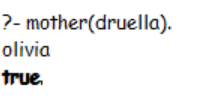 ?- mother(druella).
olivia
true.